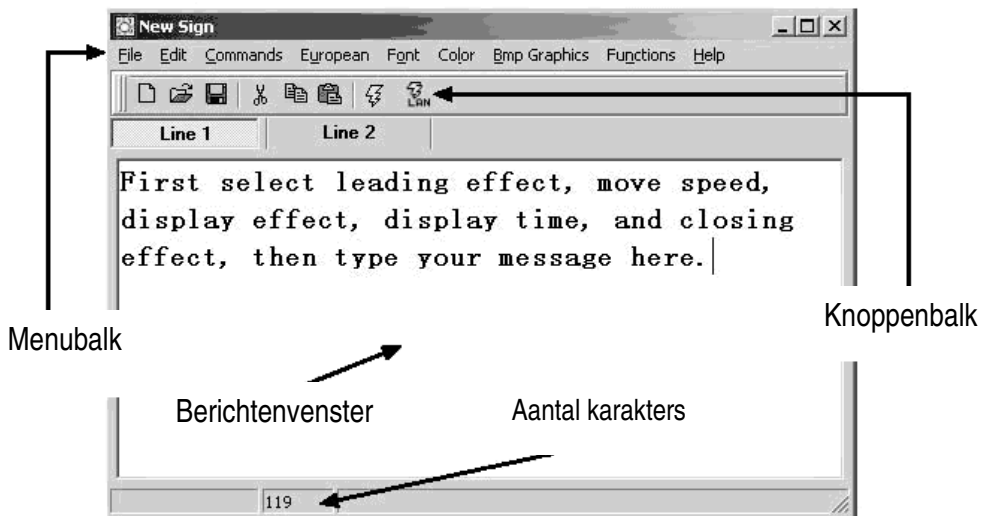 New Sign
File Edit Commands European Font Color Bmp Graphics Functions Help
LAN
Line 1 Line 2
First select leading effect, move speed,
display effect, display time, and closing
effect, then type your message here.
Knoppenbalk
Menubalk
Berichtenvenster Aantal karakters
119